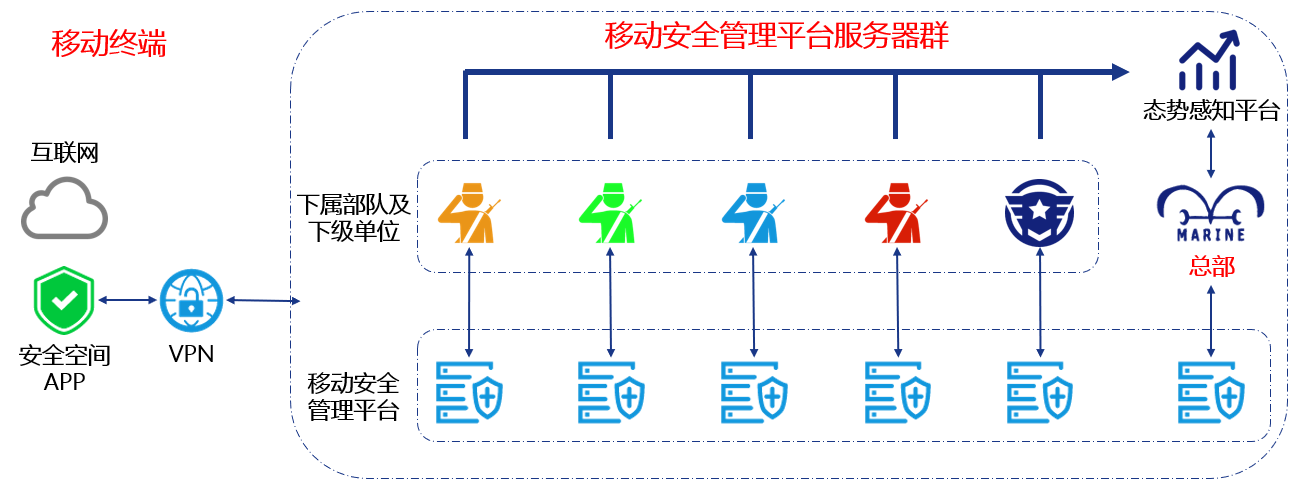 移动终端
移动安全管理平台服务器群
态势感知平台
互联网
下属部队及
下级单位
MARINE
总部
安全空间
APP
VPN
移动安全
管理平台